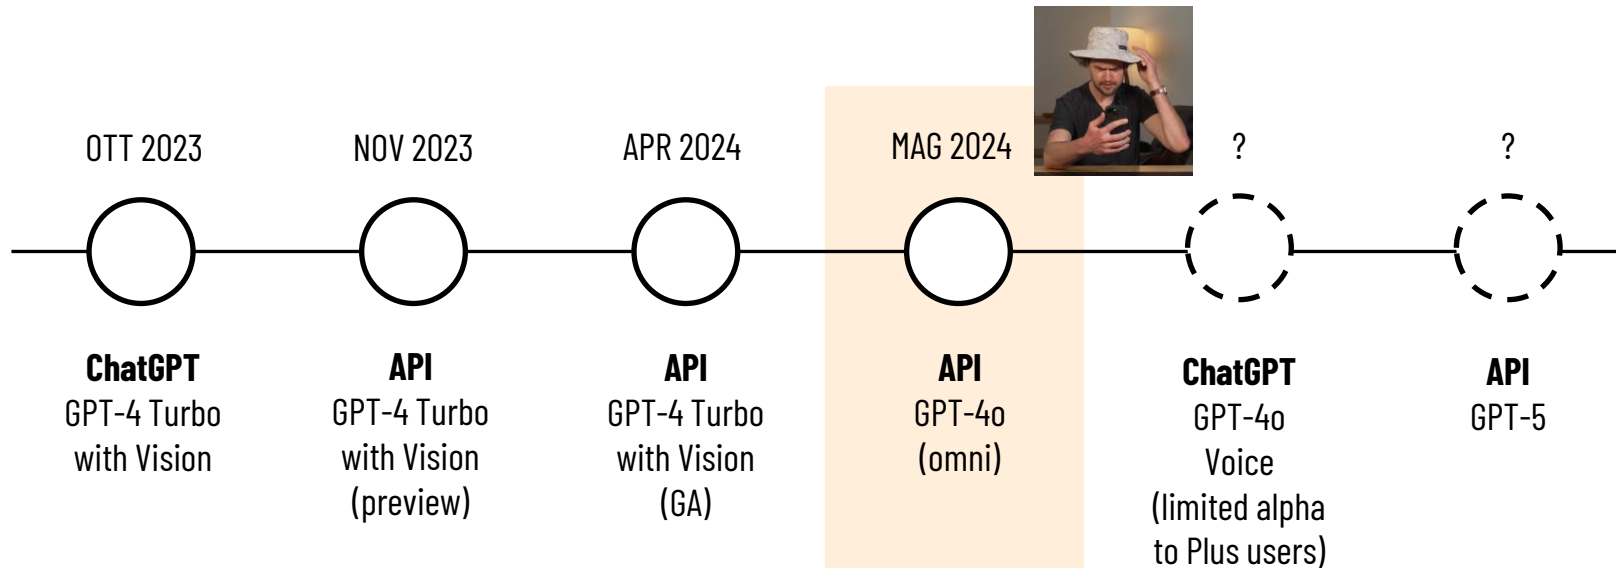 OTT 2023
ChatGPT
GPT-4 Turbo
with Vision
NOV 2023
API
GPT-4 Turbo
with Vision
(preview)
APR 2024
API
GPT-4 Turbo
with Vision
(GA)
MAG 2024
API
GPT-4o
(omni)
?
ChatGPT
GPT-4o
Voice
(limited alpha
to Plus users)
?
API
GPT-5